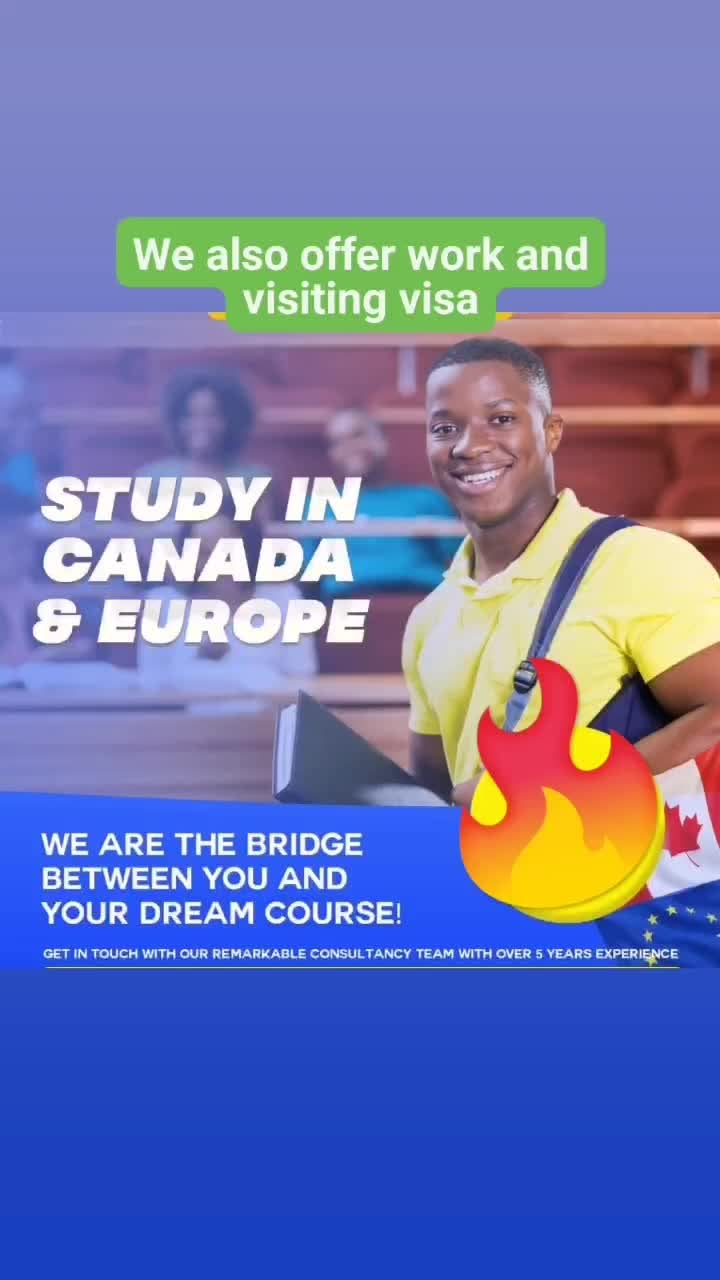 We also offer work and
visiting visa
STUDY IN
CANADA
& EUROPE
WE ARE THE BRIDGE
BETWEEN YOU AND
YOUR DREAM COURSE!
GET IN TOUCH WITH OUR REMARKABLE CONSULTANCY TEAM WITH OVER 5 YEARS EXPERIENCE